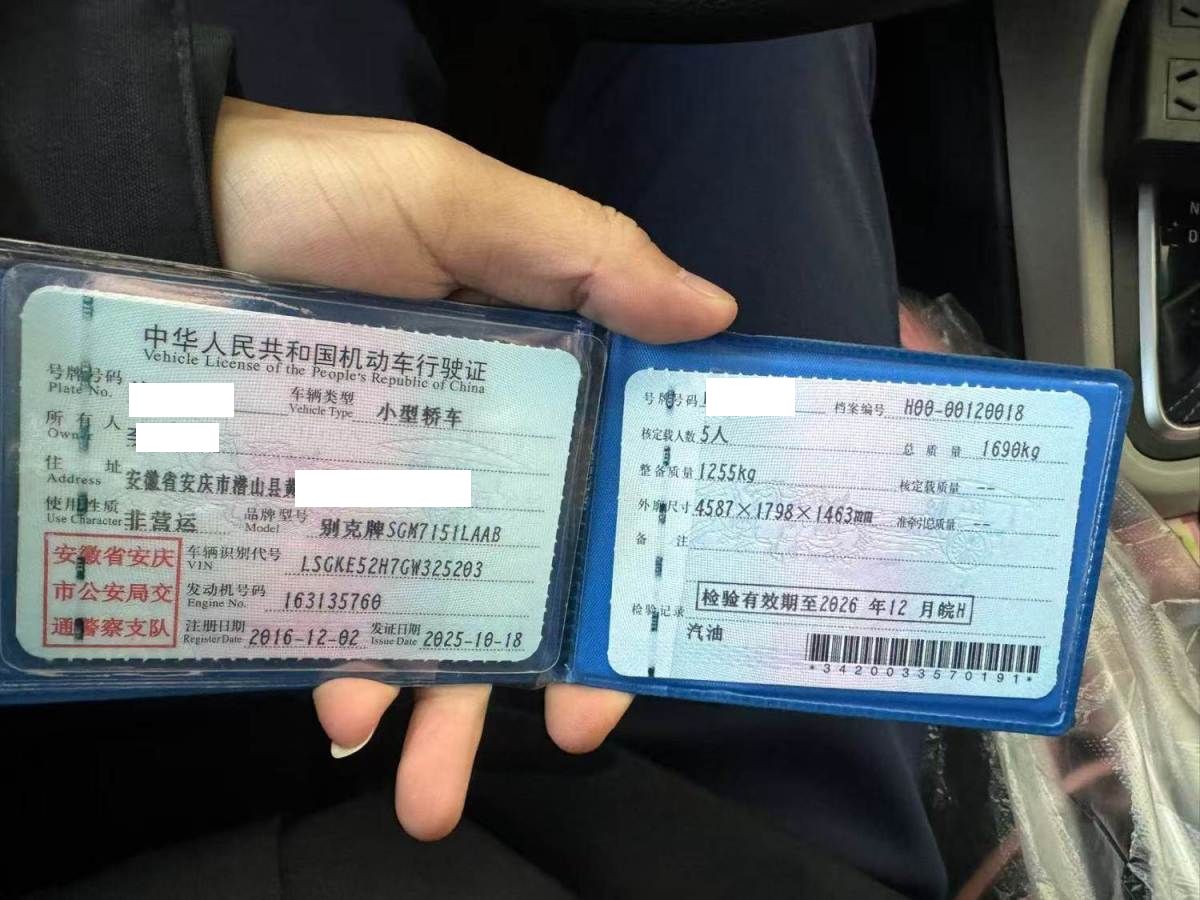 中华人民共和国机动车行驶证
Vehicle License of the People's Republic of China
号牌号码
Plate No.
车辆类型 小型轿车
Vehicle Type
所有人
Owner
住址 安徽省安庆市潜山县黄
Address
使用性质 非营运
Use Character
品牌型号 别克牌SGM7151LAAB
Model
安徽省安庆
市公安局交
通警察支队
车辆识别代号 LSGKE52H7GW325203
VIN
发动机号码 163135760
Engine No.
注册日期 2016-12-02
Register Date
发证日期 2025-10-18
Issue Date
号牌号码
档案编号 H00-00120018
核定载人数 5人
总质量 1690kg
整备质量 1255kg
核定载质量 --
外廓尺寸 4587×1798×1463mm
准牵引总质量 --
备注
检验记录 检验有效期至2026年12月皖H
汽油
*3420033570191*
N
D